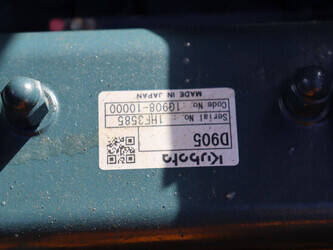 Kubota
D905
Serial No. : 1HF3585
Code No. : 1G908-10000
MADE IN JAPAN